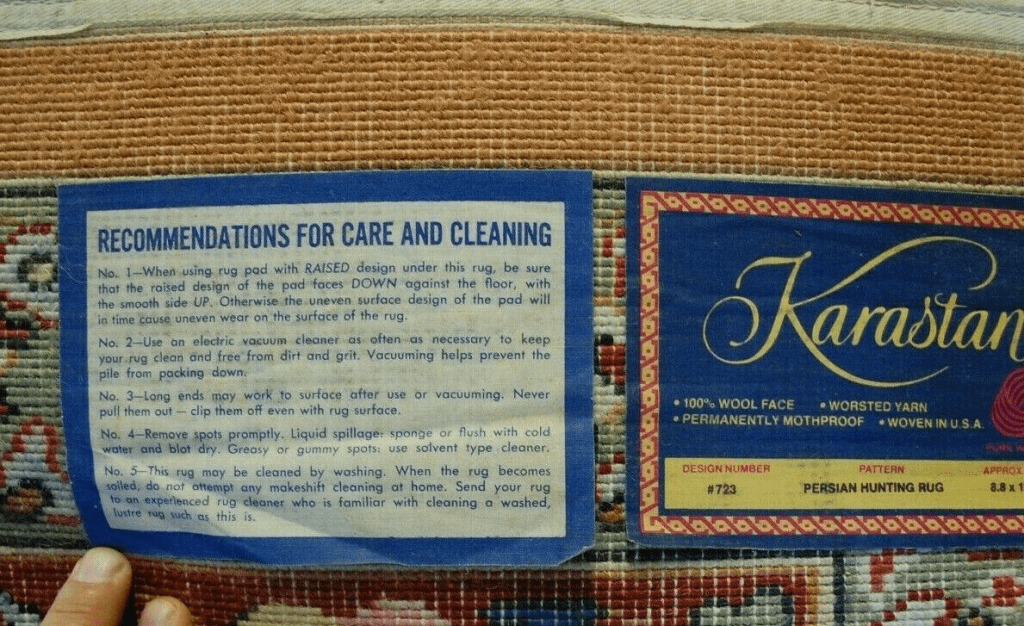 RECOMMENDATIONS FOR CARE AND CLEANING
No. 1—When using rug pad with RAISED design under this rug, be sure
that the raised design of the pad faces DOWN against the floor, with
the smooth side UP. Otherwise the uneven surface design of the pad will
in time cause uneven wear on the surface of the rug.
No. 2—Use an electric vacuum cleaner as often as necessary to keep
your rug clean and free from dirt and grit. Vacuuming helps prevent the
pile from packing down.
No. 3—Long ends may work to surface after use or vacuuming. Never
pull them out — clip them off even with rug surface.
No. 4—Remove spots promptly. Liquid spillage: sponge or flush with cold
water and blot dry. Greasy or gummy spots: use solvent type cleaner.
No. 5—This rug may be cleaned by washing. When the rug becomes
soiled, do not attempt any makeshift cleaning at home. Send your rug
to an experienced rug cleaner who is familiar with cleaning a washed,
lustre rug such as this is.
Karastan
• 100% WOOL FACE • WORSTED YARN
• PERMANENTLY MOTHPROOF • WOVEN IN U.S.A.
PURE
DESIGN NUMBER PATTERN APPROX
#723 PERSIAN HUNTING RUG 8.8 x 1